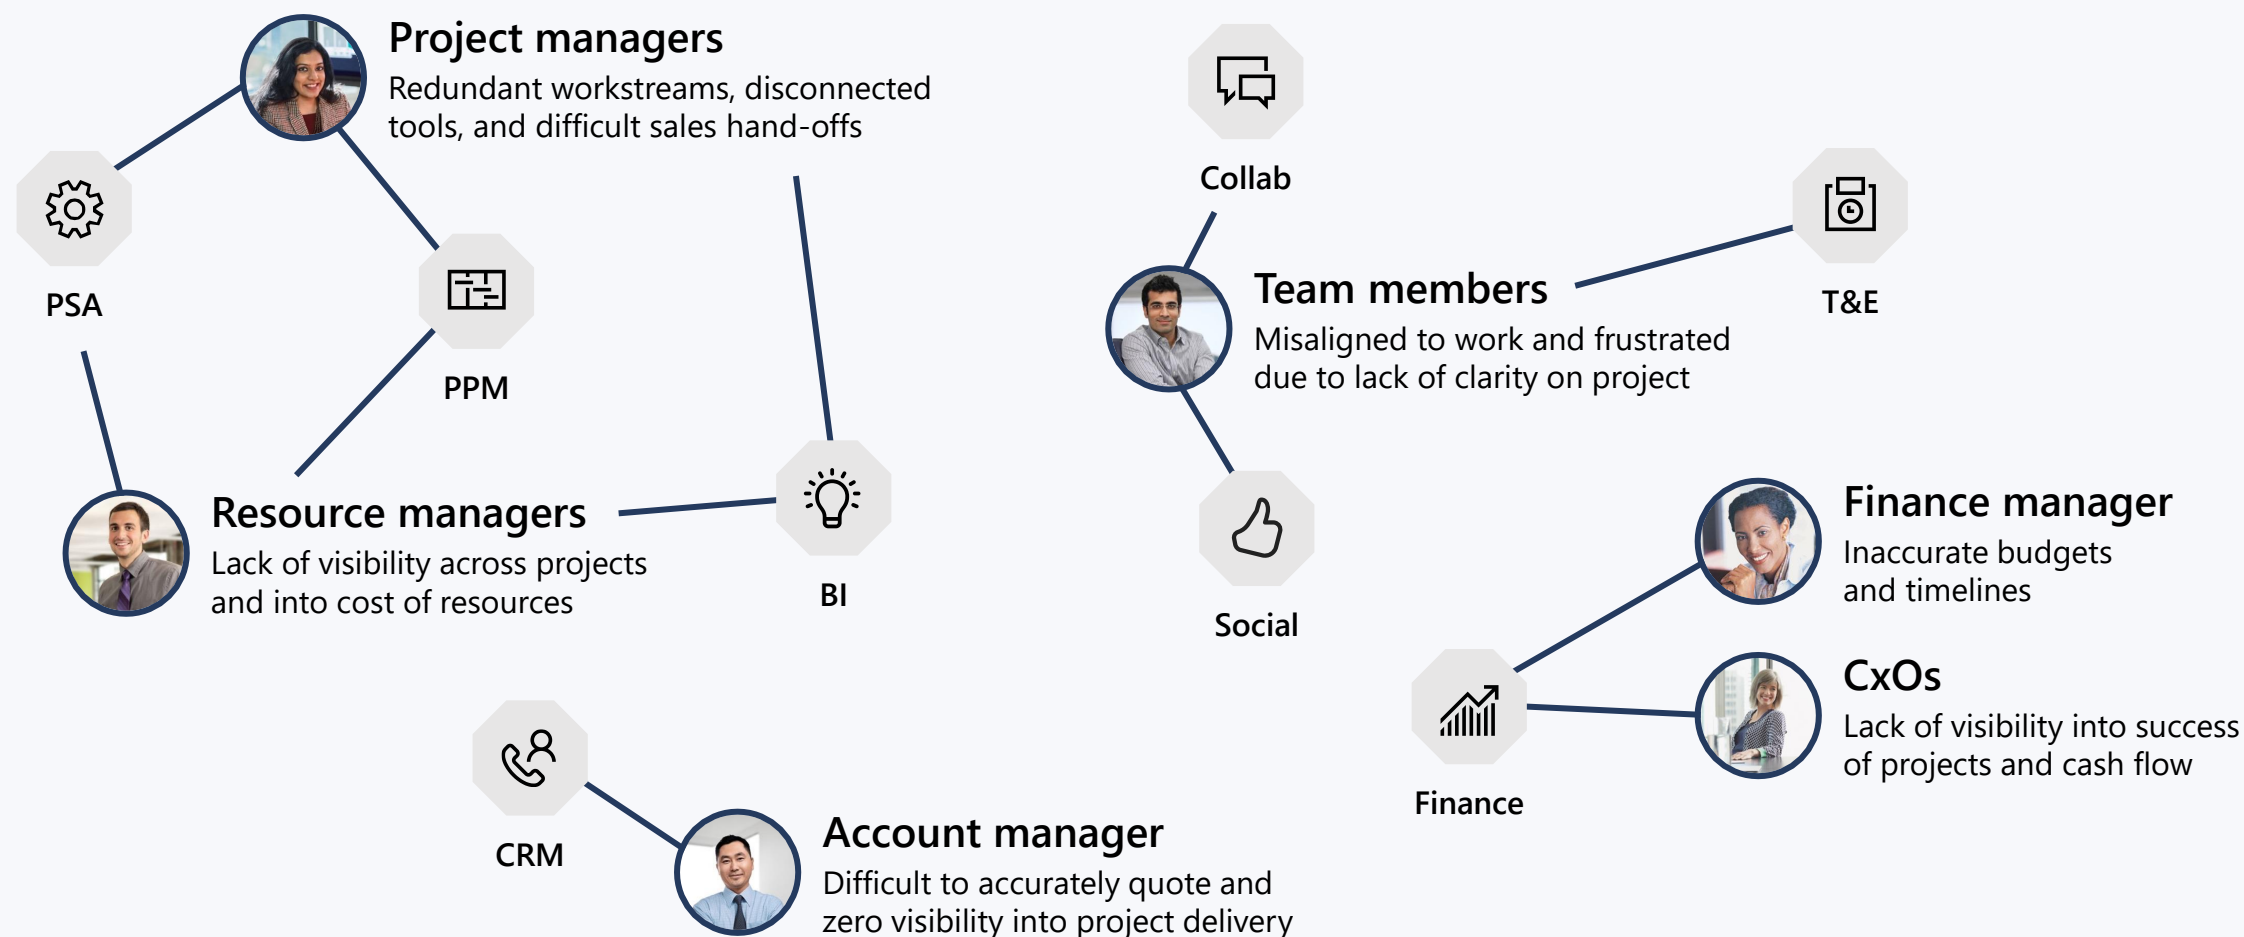 Project managers
Redundant workstreams, disconnected
tools, and difficult sales hand-offs
PSA
PPM
Resource managers
Lack of visibility across projects
and into cost of resources
BI
Collab
Team members
Misaligned to work and frustrated
due to lack of clarity on project
T&E
Social
Finance manager
Inaccurate budgets
and timelines
CxOs
Lack of visibility into success
of projects and cash flow
Finance
CRM
Account manager
Difficult to accurately quote and
zero visibility into project delivery